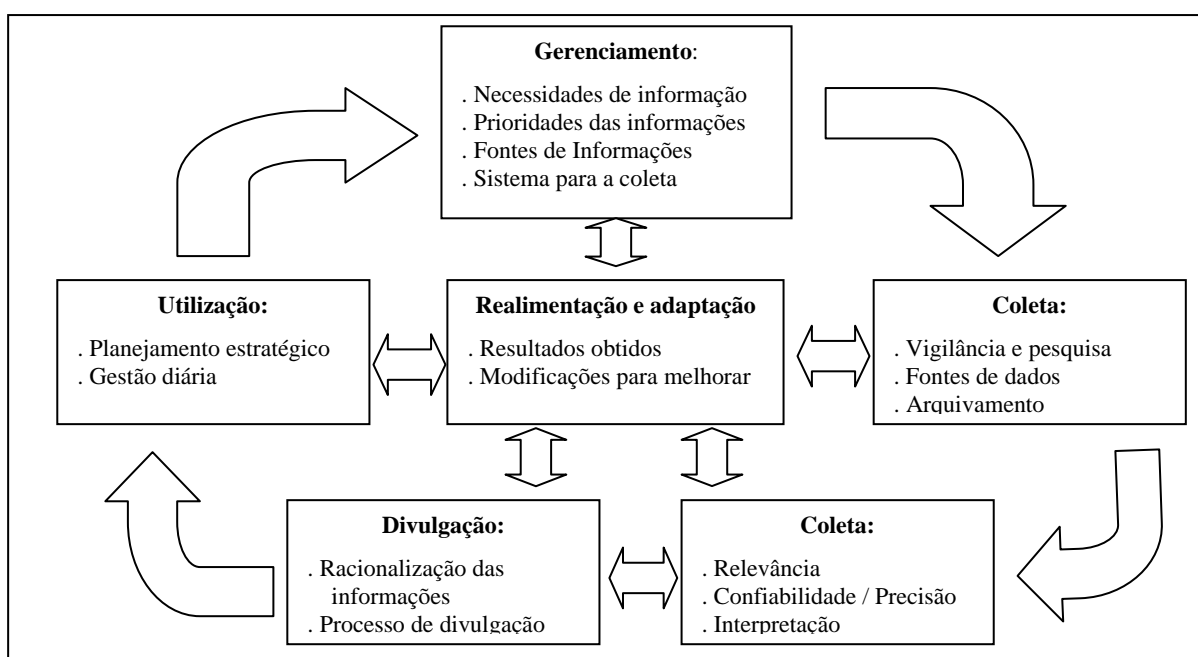 Gerenciamento:
. Necessidades de informação
. Prioridades das informações
. Fontes de Informações
. Sistema para a coleta
Utilização:
. Planejamento estratégico
. Gestão diária
Realimentação e adaptação
. Resultados obtidos
. Modificações para melhorar
Coleta:
. Vigilância e pesquisa
. Fontes de dados
. Arquivamento
Divulgação:
. Racionalização das
informações
. Processo de divulgação
Coleta:
. Relevância
. Confiabilidade / Precisão
. Interpretação